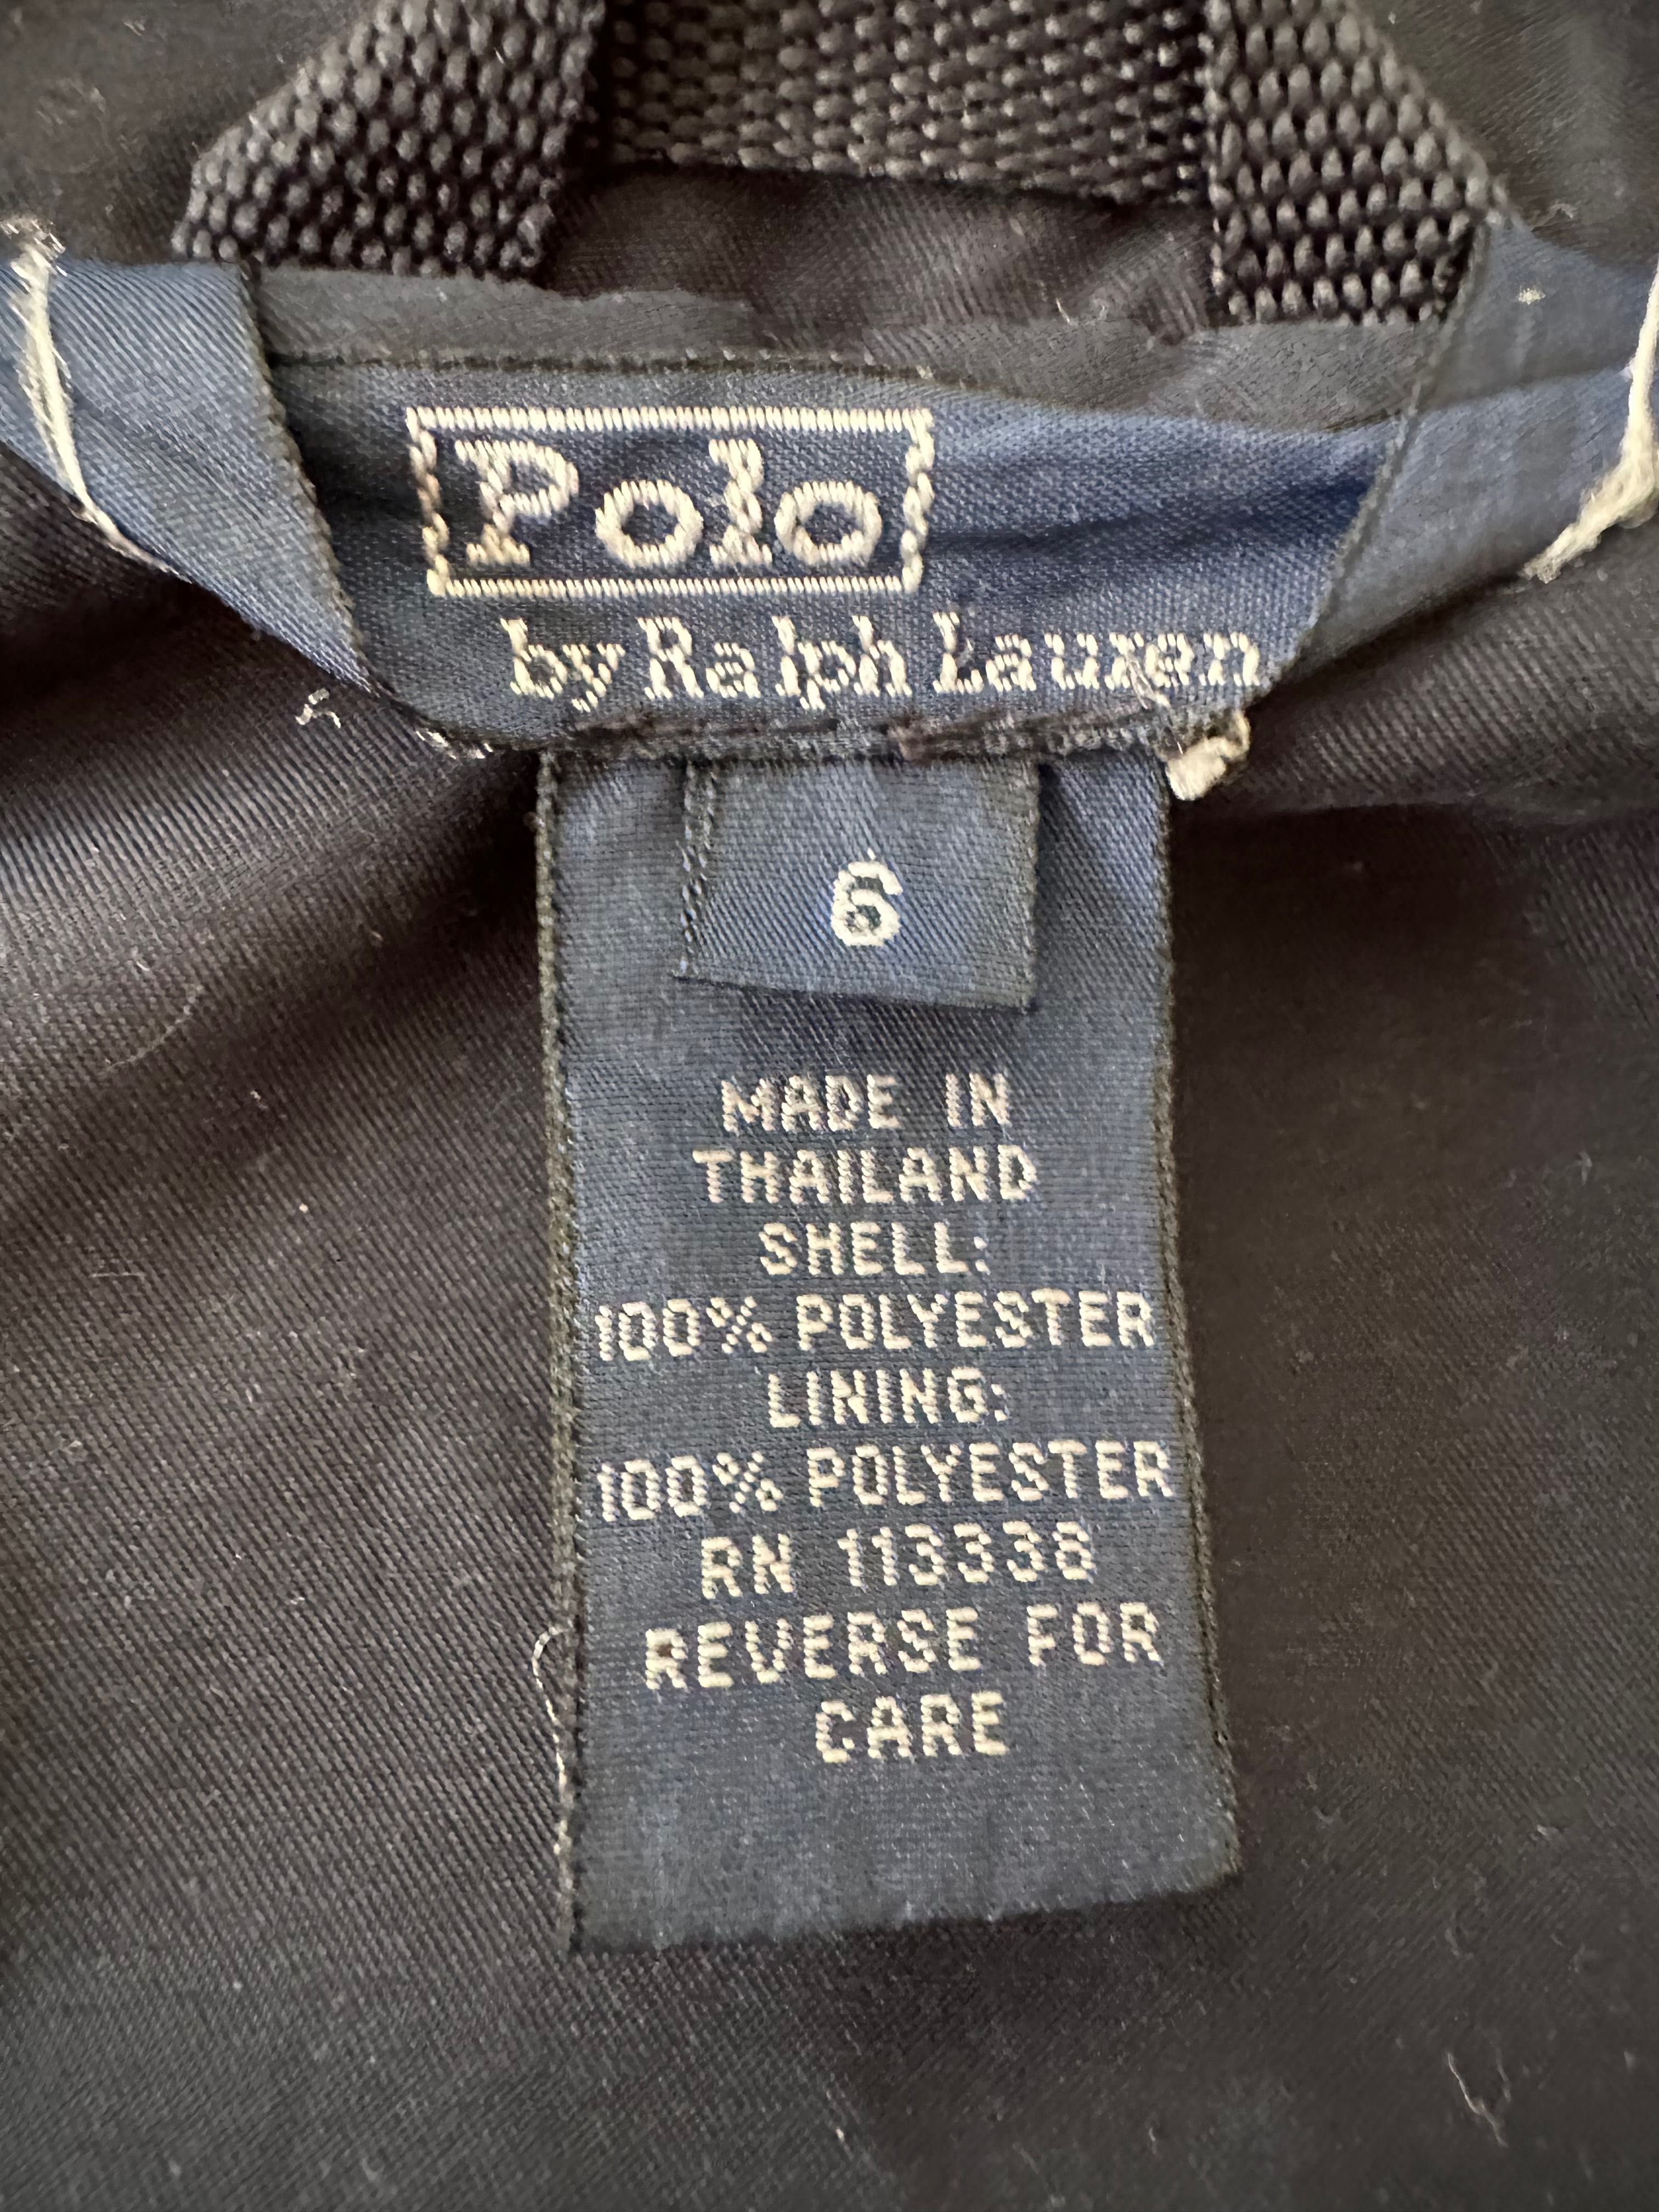 Polo
by Ralph Lauren
6
MADE IN
THAILAND
SHELL:
100% POLYESTER
LINING:
100% POLYESTER
RN 113338
REVERSE FOR
CARE